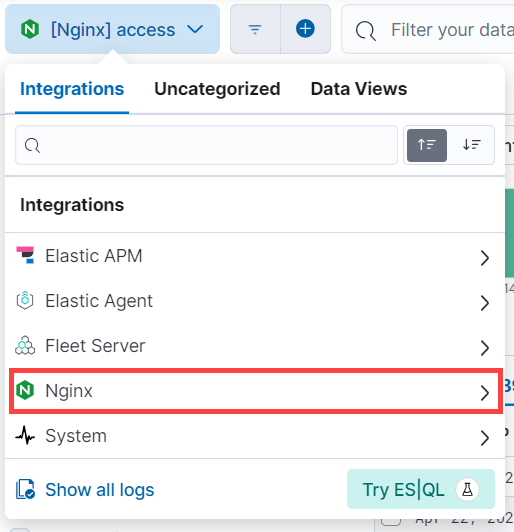 [Nginx] access
Filter your data
Integrations Uncategorized Data Views
Integrations
Elastic APM
Elastic Agent
Fleet Server
Nginx
System
Show all logs Try ES|QL